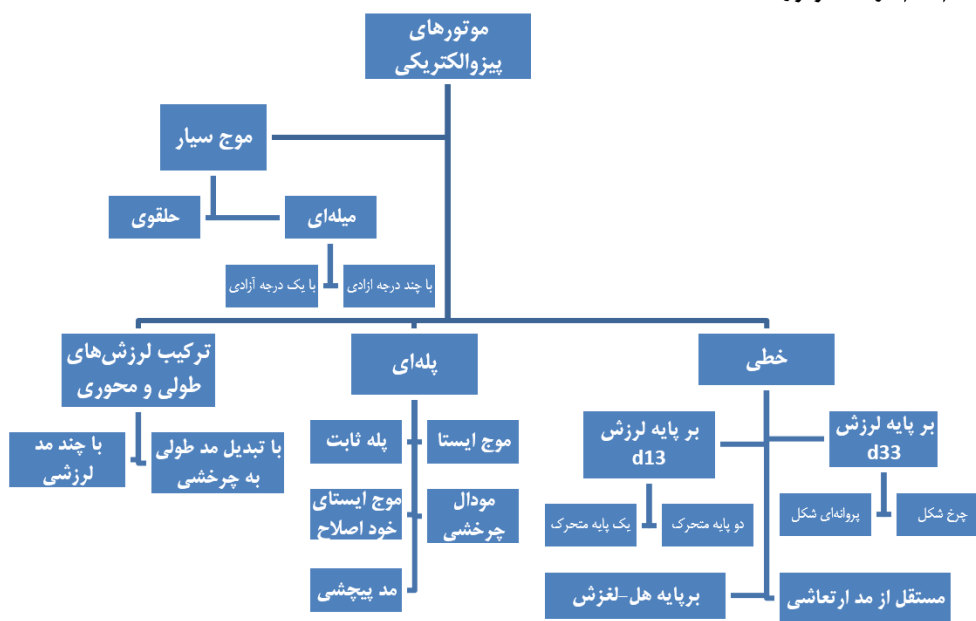 موتورهای
پیزوالکتریکی
موج سیار
میله‌ای
حلقوی
با چند درجه ازادی
با یک درجه آزادی
خطی
پله‌ای
ترکیب لرزش‌های
طولی و محوری
بر پایه لرزش
d33
بر پایه لرزش
d13
چرخ شکل
پروانه‌ای شکل
دو پایه متحرک
یک پایه متحرک
مستقل از مد ارتعاشی
برپایه هل-لغزش
موج ایستا
پله ثابت
مودال
چرخشی
موج ایستای
خود اصلاح
مد پیچشی
با تبدیل مد طولی
به چرخشی
با چند مد
لرزشی